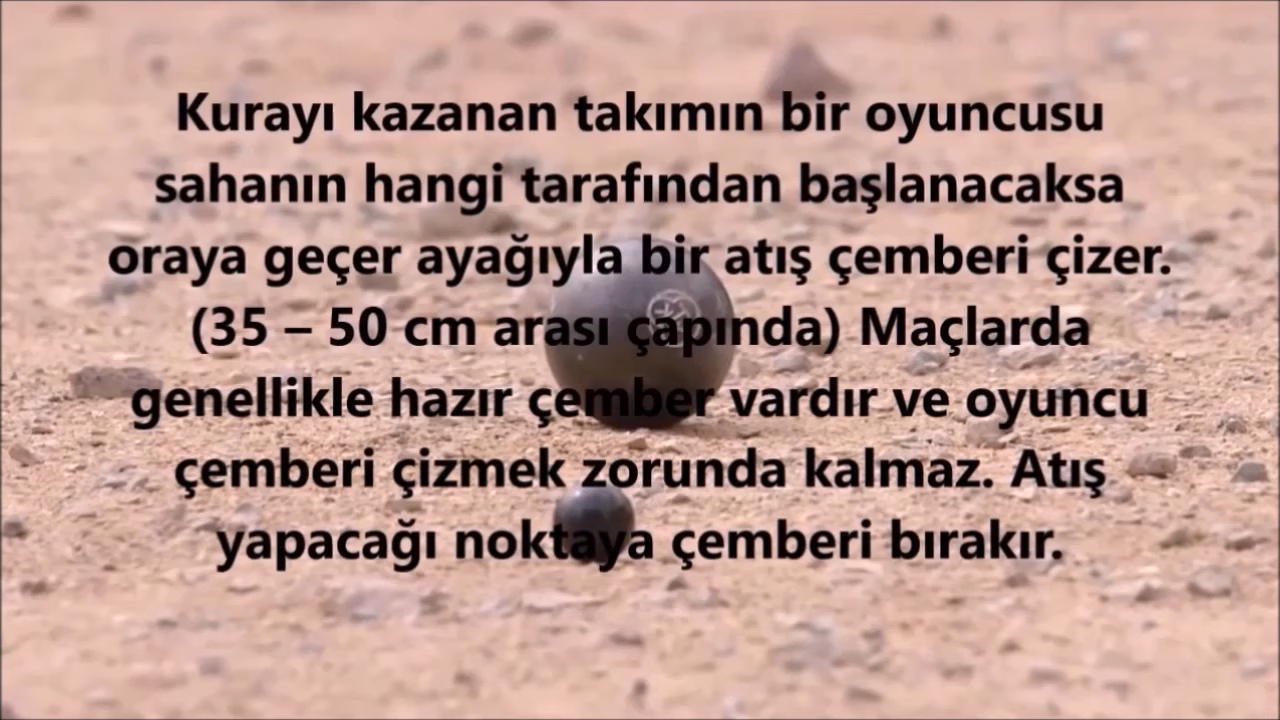 Kurayı kazanan takımın bir oyuncusu
sahanın hangi tarafından başlanacaksa
oraya geçer ayağıyla bir atış çemberi çizer.
(35 – 50 cm arası çapında) Maçlarda
genellikle hazır çember vardır ve oyuncu
çemberi çizmek zorunda kalmaz. Atış
yapacağı noktaya çemberi bırakır.